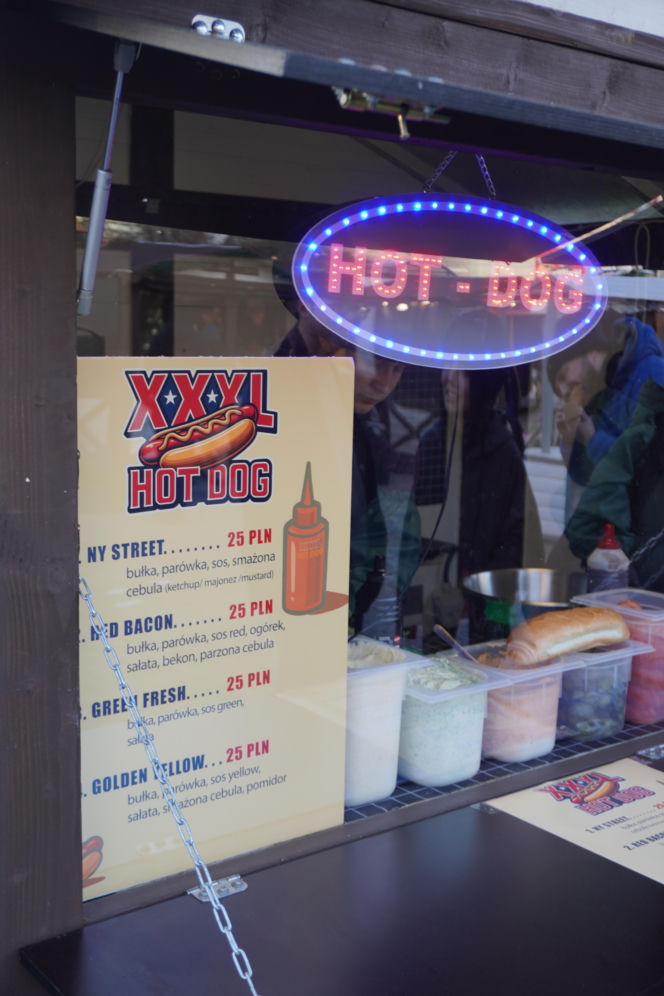 HOT - DOG
XXXL
HOT DOG
NY STREET........ 25 PLN
bułka, parówka, sos, smażona
cebula (ketchup/ majonez /mustard)
. RED BACON....... 25 PLN
bułka, parówka, sos red, ogórek,
sałata, bekon, parzona cebula
. GREEN FRESH..... 25 PLN
bułka, parówka, sos green,
sałata
. GOLDEN YELLOW... 25 PLN
bułka, parówka, sos yellow,
sałata, smażona cebula, pomidor
XXXL
HOT DOG
1. NY STREET
2. RED BACON